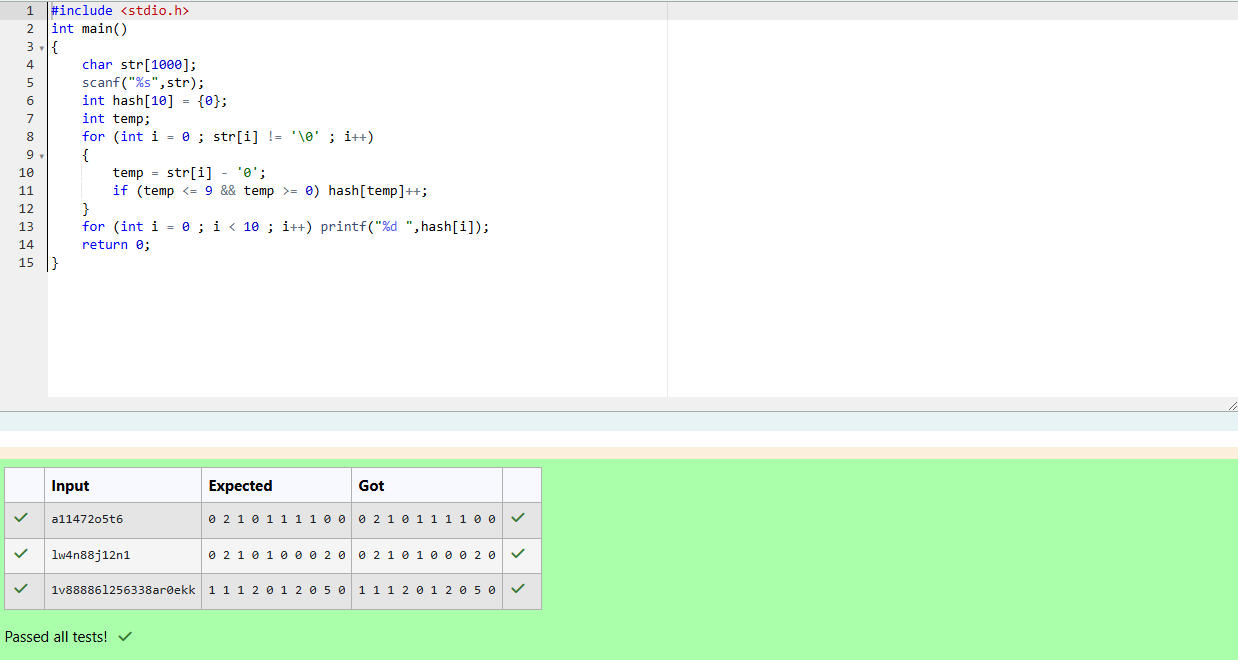 1 #include <stdio.h>
2 int main()
3 {
4     char str[1000];
5     scanf("%s",str);
6     int hash[10] = {0};
7     int temp;
8     for (int i = 0 ; str[i] != '\0' ; i++)
9     {
10         temp = str[i] - '0';
11         if (temp <= 9 && temp >= 0) hash[temp]++;
12     }
13     for (int i = 0 ; i < 10 ; i++) printf("%d ",hash[i]);
14     return 0;
15 }
Input Expected Got
a11472o5t6 0 2 1 0 1 1 1 1 0 0 0 2 1 0 1 1 1 1 0 0
lw4n88j12n1 0 2 1 0 1 0 0 0 2 0 0 2 1 0 1 0 0 0 2 0
1v88886l256338ar0ekk 1 1 1 2 0 1 2 0 5 0 1 1 1 2 0 1 2 0 5 0
Passed all tests!